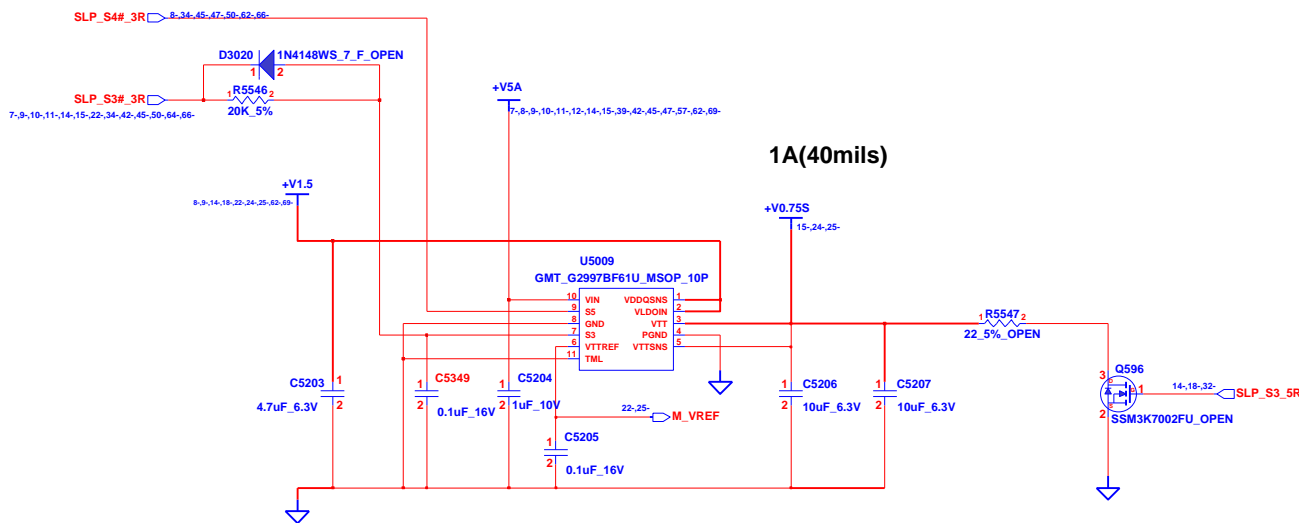 SLP_S4#_3R 8-,34-,45-,47-,50-,62-,66-
D3020 1N4148WS_7_F_OPEN
1 2
SLP_S3#_3R 1 R5546 2
20K_5%
7-,9-,10-,11-,14-,15-,22-,34-,42-,45-,50-,64-,66-
+V5A
7-,8-,9-,10-,11-,12-,14-,15-,39-,42-,45-,47-,57-,62-,69-
1A(40mils)
+V1.5
8-,9-,14-,18-,22-,24-,25-,62-,69-
+V0.75S
15-,24-,25-
U5009
GMT_G2997BF61U_MSOP_10P
10 VIN VDDQSNS 1
9 S5 VLDOIN 2
8 GND VTT 3
7 S3 PGND 4
6 VTTREF VTTSNS 5
11 TML
1 R5547 2
22_5%_OPEN
C5203 1
2
4.7uF_6.3V
1 C5349
2
0.1uF_16V
1 C5204
2
1uF_10V
22-,25-
M_VREF
1 C5205
2
0.1uF_16V
1 C5206
2
10uF_6.3V
1 C5207
2
10uF_6.3V
Q596
3 D
G 1
S
2
14-,18-,32-
SLP_S3_5R
SSM3K7002FU_OPEN